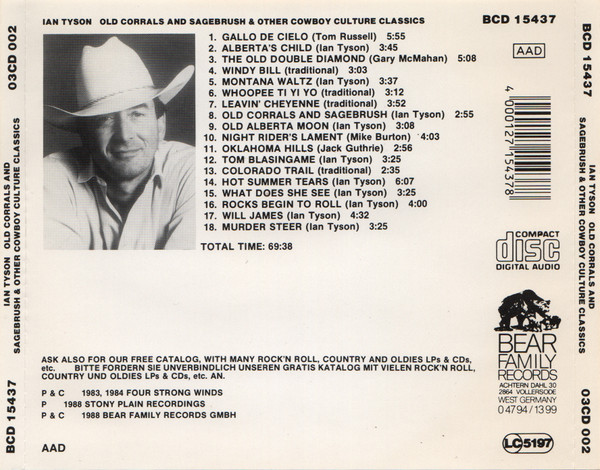 IAN TYSON OLD CORRALS AND SAGEBRUSH & OTHER COWBOY CULTURE CLASSICS
BCD 15437
AAD
1. GALLO DE CIELO (Tom Russell) 5:55
2. ALBERTA'S CHILD (Ian Tyson) 3:45
3. THE OLD DOUBLE DIAMOND (Gary McMahan) 5:08
4. WINDY BILL (traditional) 3:03
5. MONTANA WALTZ (Ian Tyson) 3:37
6. WHOOPEE TI YI YO (traditional) 3:12
7. LEAVIN' CHEYENNE (traditional) 3:52
8. OLD CORRALS AND SAGEBRUSH (Ian Tyson) 2:55
9. OLD ALBERTA MOON (Ian Tyson) 3:08
10. NIGHT RIDER'S LAMENT (Mike Burton) 4:03
11. OKLAHOMA HILLS (Jack Guthrie) 2:56
12. TOM BLASINGAME (Ian Tyson) 3:25
13. COLORADO TRAIL (traditional) 2:35
14. HOT SUMMER TEARS (Ian Tyson) 6:07
15. WHAT DOES SHE SEE (Ian Tyson) 3:25
16. ROCKS BEGIN TO ROLL (Ian Tyson) 4:00
17. WILL JAMES (Ian Tyson) 4:32
18. MURDER STEER (Ian Tyson) 3:25
TOTAL TIME: 69:38
4 000127 154378
COMPACT
disc
DIGITAL AUDIO
BEAR
FAMILY
RECORDS
ACHTERN DAHL 30
2864 VOLLERSODE
WEST GERMANY
0 47 94 / 13 99
LC 5197
ASK ALSO FOR OUR FREE CATALOG, WITH MANY ROCK'N ROLL, COUNTRY AND OLDIES LPs & CDs,
etc. BITTE FORDERN SIE UNVERBINDLICH UNSEREN GRATIS KATALOG MIT VIELEN ROCK'N ROLL,
COUNTRY UND OLDIES LPs & CDs, etc. AN.
P & C 1983, 1984 FOUR STRONG WINDS
P 1988 STONY PLAIN RECORDINGS
P & C 1988 BEAR FAMILY RECORDS GMBH
AAD
BCD 15437
IAN TYSON OLD CORRALS AND
SAGEBRUSH & OTHER COWBOY CULTURE CLASSICS
03CD 002
BCD 15437
IAN TYSON OLD CORRALS AND
SAGEBRUSH & OTHER COWBOY CULTURE CLASSICS
03CD 002